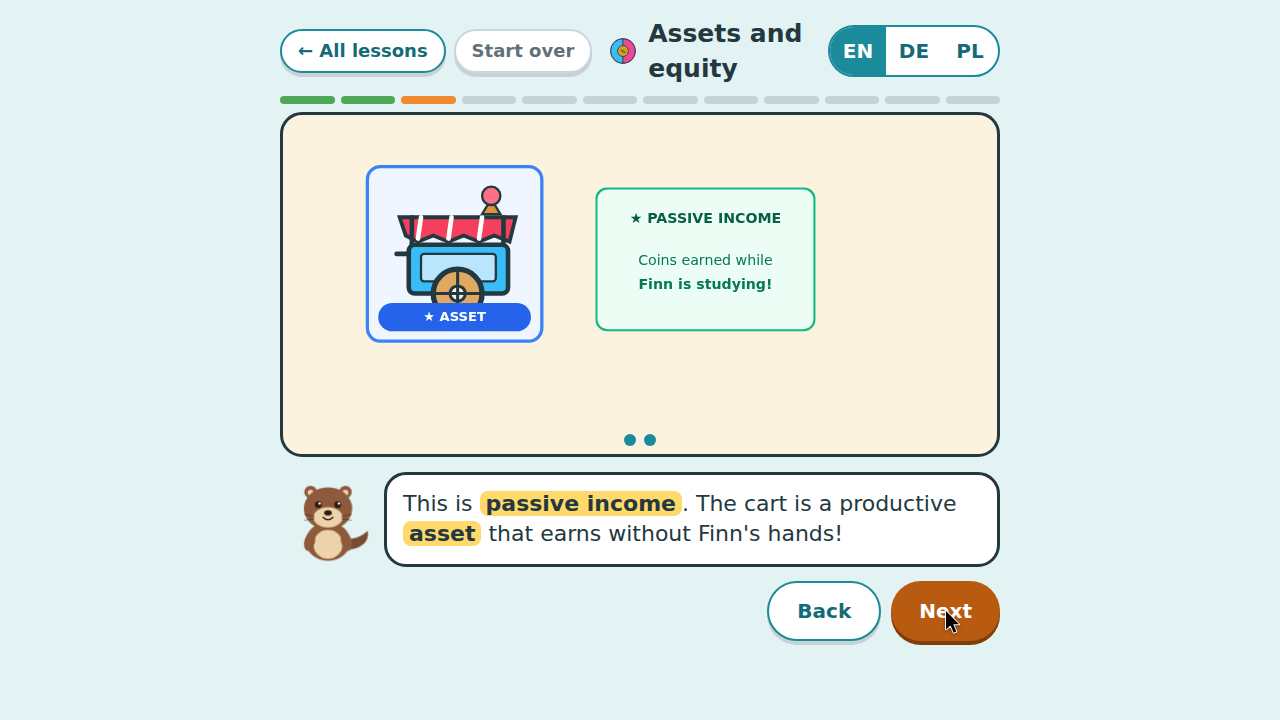 ← All lessons
Start over
Assets and
equity
EN
DE
PL
★ ASSET
★ PASSIVE INCOME
Coins earned while
Finn is studying!
This is passive income. The cart is a productive
asset that earns without Finn's hands!
Back
Next